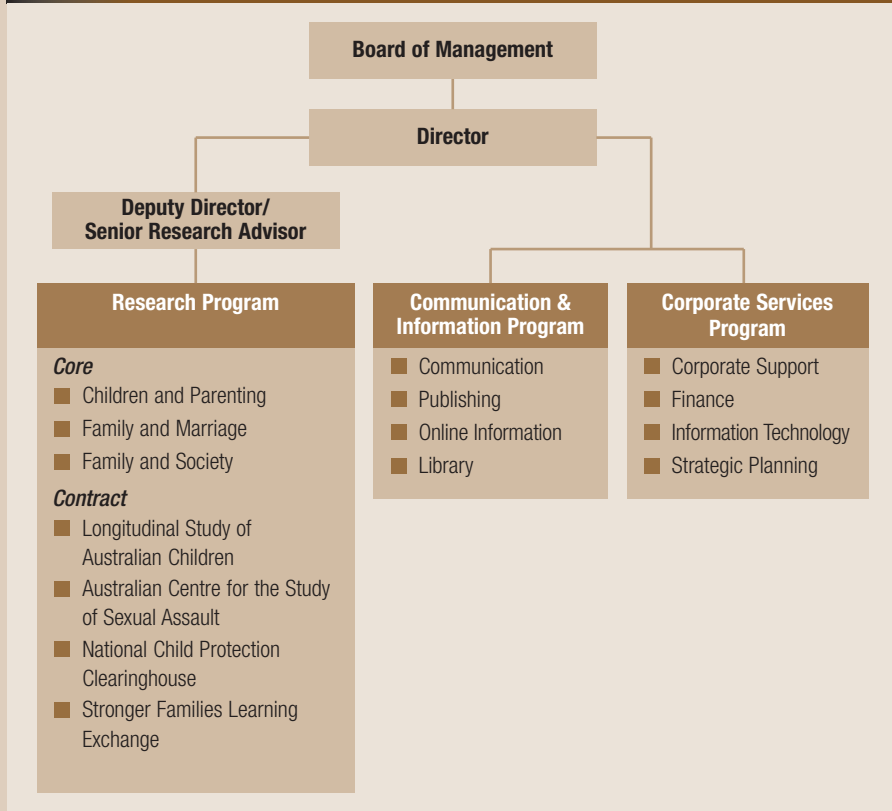 Board of Management
Director
Deputy Director/
Senior Research Advisor
Research Program
Core
Children and Parenting
Family and Marriage
Family and Society
Contract
Longitudinal Study of
Australian Children
Australian Centre for the Study
of Sexual Assault
National Child Protection
Clearinghouse
Stronger Families Learning
Exchange
Communication &
Information Program
Communication
Publishing
Online Information
Library
Corporate Services
Program
Corporate Support
Finance
Information Technology
Strategic Planning